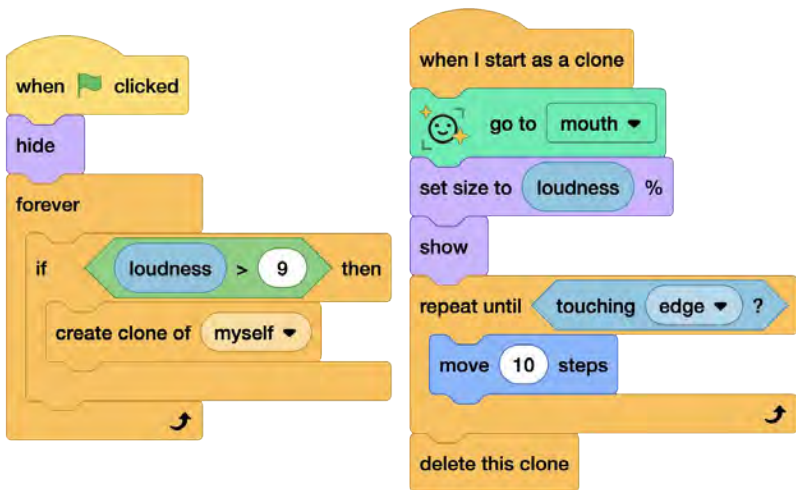 when clicked
hide
forever
if loudness > 9 then
create clone of myself
when I start as a clone
go to mouth
set size to loudness %
show
repeat until touching edge ?
move 10 steps
delete this clone